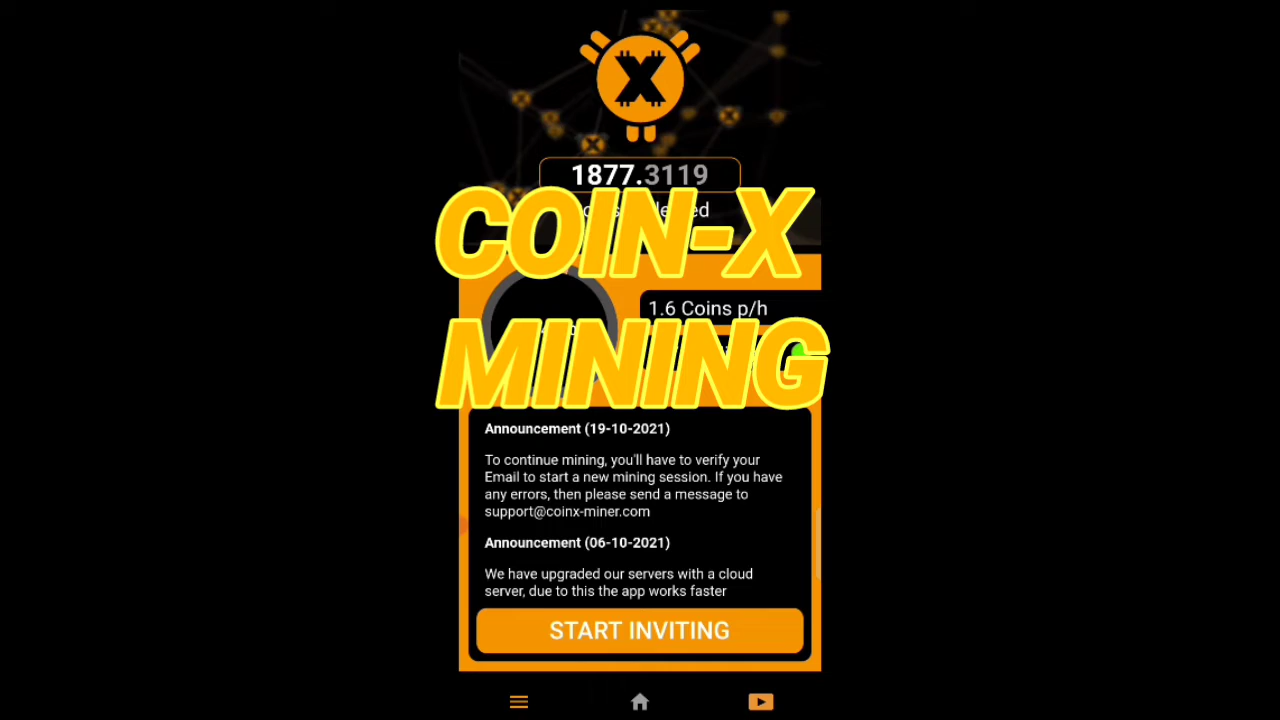 X
1877.3119
COIN-X
1.6 Coins p/h
MINING
Announcement (19-10-2021)
To continue mining, you'll have to verify your
Email to start a new mining session. If you have
any errors, then please send a message to
support@coinx-miner.com
Announcement (06-10-2021)
We have upgraded our servers with a cloud
server, due to this the app works faster
START INVITING